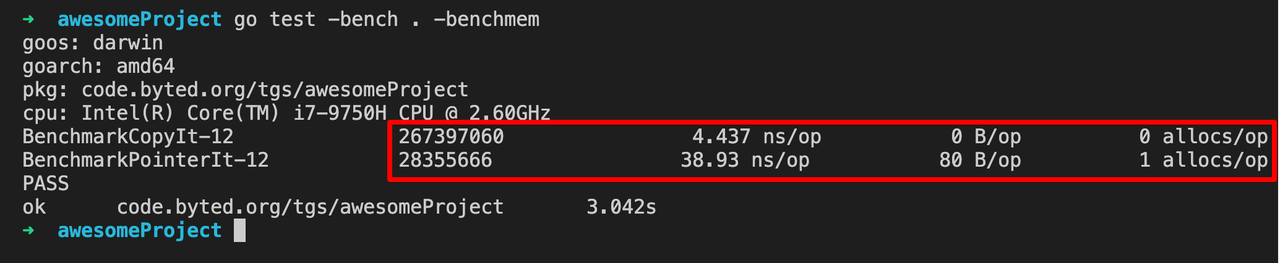 ➜ awesomeProject go test -bench . -benchmem
goos: darwin
goarch: amd64
pkg: code.byted.org/tgs/awesomeProject
cpu: Intel(R) Core(TM) i7-9750H CPU @ 2.60GHz
BenchmarkCopyIt-12 267397060 4.437 ns/op 0 B/op 0 allocs/op
BenchmarkPointerIt-12 28355666 38.93 ns/op 80 B/op 1 allocs/op
PASS
ok code.byted.org/tgs/awesomeProject 3.042s
➜ awesomeProject